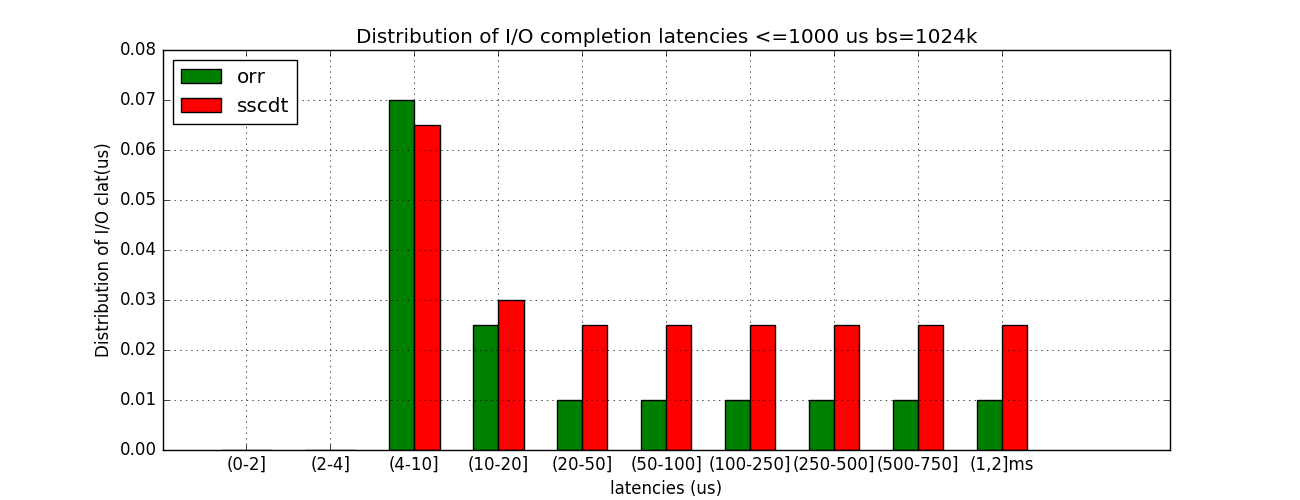 Distribution of I/O completion latencies <=1000 us bs=1024k
orr
sscdt
Distribution of I/O clat(us)
0.08
0.07
0.06
0.05
0.04
0.03
0.02
0.01
0.00
(0-2] (2-4] (4-10] (10-20] (20-50] (50-100] (100-250] (250-500] (500-750] (1,2]ms
latencies (us)